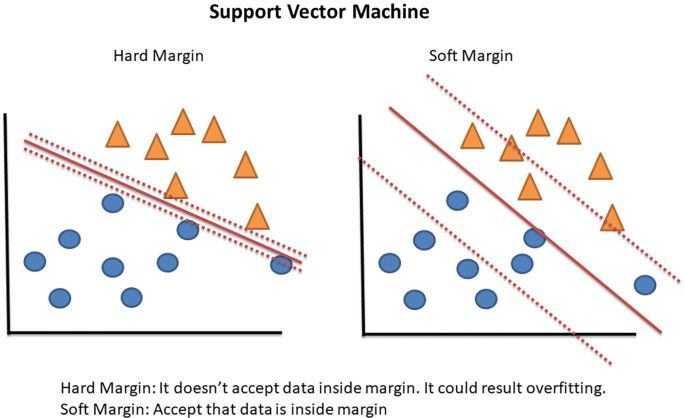 Support Vector Machine
Hard Margin
Soft Margin
Hard Margin: It doesn't accept data inside margin. It could result overfitting.
Soft Margin: Accept that data is inside margin